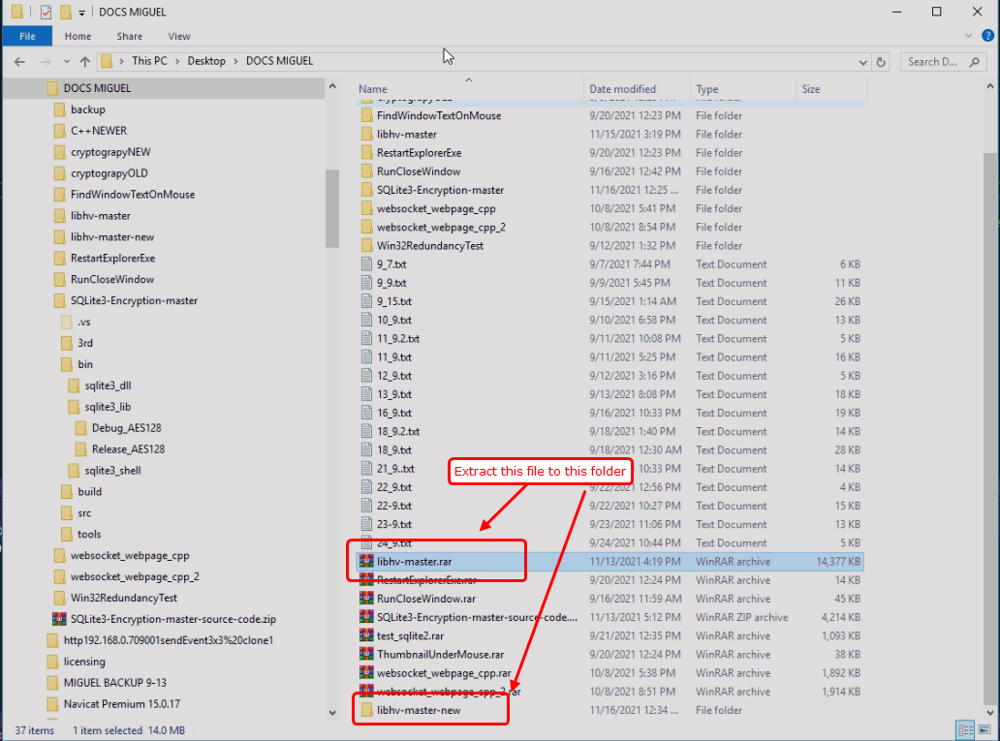 DOCS MIGUEL
File Home Share View
This PC > Desktop > DOCS MIGUEL
Search D...
DOCS MIGUEL
backup
C++NEWER
cryptograpyNEW
cryptograpyOLD
FindWindowTextOnMouse
libhv-master
libhv-master-new
RestartExplorerExe
RunCloseWindow
SQLite3-Encryption-master
.vs
3rd
bin
sqlite3_dll
sqlite3_lib
Debug_AES128
Release_AES128
sqlite3_shell
build
src
tools
websocket_webpage_cpp
websocket_webpage_cpp_2
Win32RedundancyTest
SQLite3-Encryption-master-source-code.zip
http192.168.0.709001sendEvent3x3%20clone1
licensing
MIGUEL BACKUP 9-13
Navicat Premium 15.0.17
Name Date modified Type Size
FindWindowTextOnMouse 9/20/2021 12:23 PM File folder
libhv-master 11/15/2021 3:19 PM File folder
RestartExplorerExe 9/20/2021 12:23 PM File folder
RunCloseWindow 9/16/2021 12:42 PM File folder
SQLite3-Encryption-master 11/16/2021 12:25 ... File folder
websocket_webpage_cpp 10/8/2021 5:41 PM File folder
websocket_webpage_cpp_2 10/8/2021 8:54 PM File folder
Win32RedundancyTest 9/12/2021 1:32 PM File folder
9_7.txt 9/7/2021 7:44 PM Text Document 6 KB
9_9.txt 9/9/2021 5:45 PM Text Document 11 KB
9_15.txt 9/15/2021 1:14 AM Text Document 26 KB
10_9.txt 9/10/2021 6:58 PM Text Document 13 KB
11_9.2.txt 9/11/2021 10:08 PM Text Document 5 KB
11_9.txt 9/11/2021 5:25 PM Text Document 16 KB
12_9.txt 9/12/2021 3:16 PM Text Document 5 KB
13_9.txt 9/13/2021 8:08 PM Text Document 18 KB
16_9.txt 9/16/2021 10:33 PM Text Document 19 KB
18_9.2.txt 9/18/2021 1:40 PM Text Document 14 KB
18_9.txt 9/18/2021 12:30 AM Text Document 28 KB
Extract this file to this folder
21_9..txt 10:33 PM Text Document 14 KB
22_9.txt 9/22/2021 12:56 PM Text Document 4 KB
22-9.txt 9/22/2021 10:27 PM Text Document 15 KB
23-9.txt 9/23/2021 11:06 PM Text Document 13 KB
24_9.txt 9/24/2021 10:44 PM Text Document 5 KB
libhv-master.rar 11/13/2021 4:19 PM WinRAR archive 14,377 KB
RestartExplorerExe.rar 9/20/2021 12:24 PM WinRAR archive 14 KB
RunCloseWindow.rar 9/16/2021 11:59 AM WinRAR archive 45 KB
SQLite3-Encryption-master-source-code.... 11/13/2021 5:12 PM WinRAR ZIP archive 4,214 KB
test_sqlite2.rar 9/21/2021 12:35 PM WinRAR archive 1,093 KB
ThumbnailUnderMouse.rar 9/20/2021 12:24 PM WinRAR archive 38 KB
websocket_webpage_cpp.rar 10/8/2021 5:38 PM WinRAR archive 1,892 KB
websocket_webpage_cpp_2.rar 10/8/2021 8:51 PM WinRAR archive 1,914 KB
libhv-master-new 11/16/2021 12:34 ... File folder
37 items 1 item selected 14.0 MB